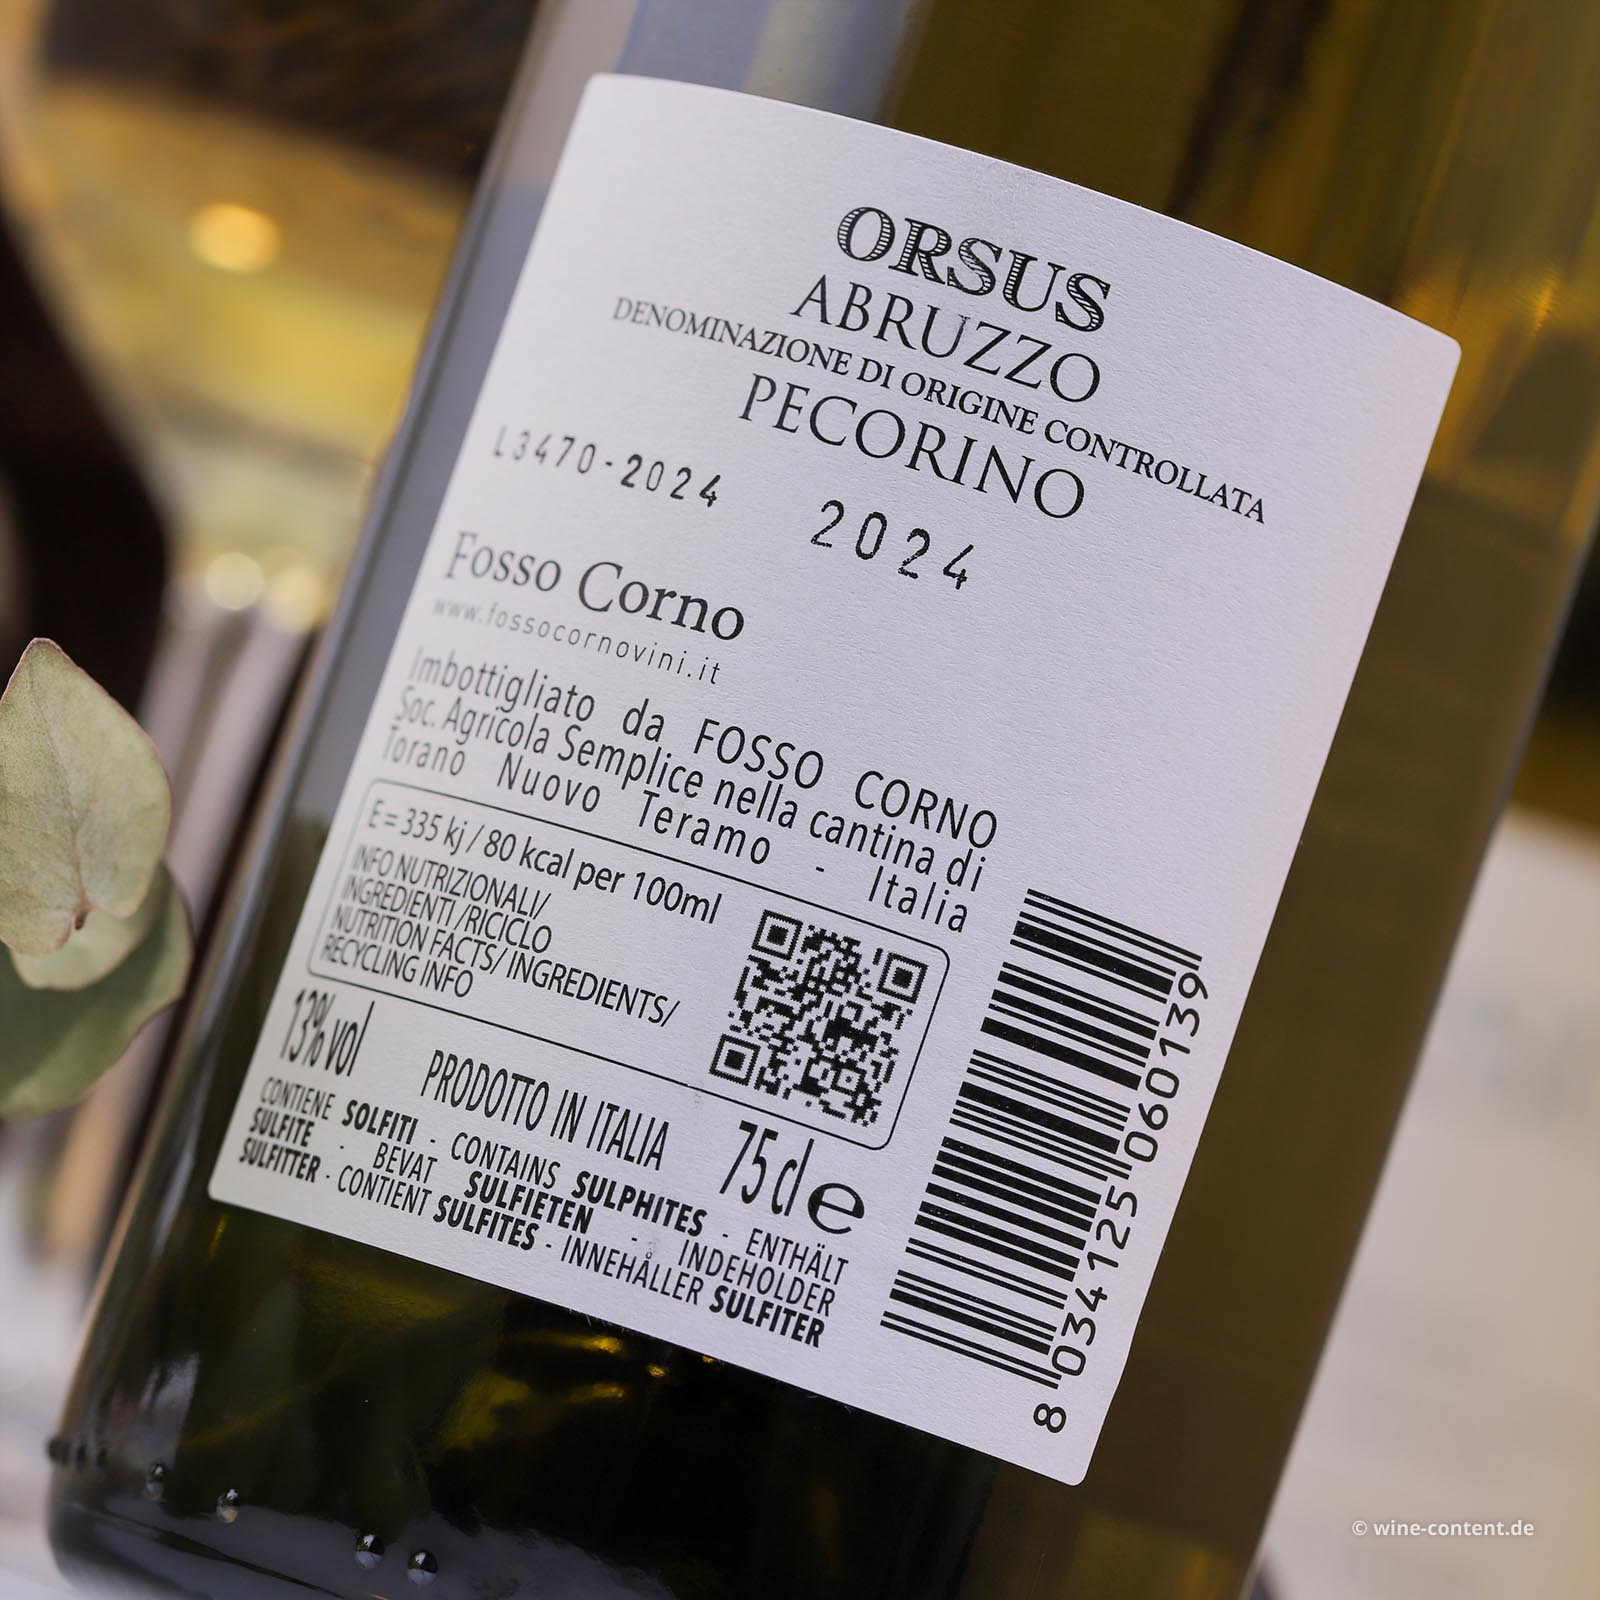 ORSUS
ABRUZZO
DENOMINAZIONE DI ORIGINE CONTROLLATA
PECORINO
L3470-2024
2024
Fosso Corno
www.fossocornovini.it
Imbottigliato da FOSSO CORNO
Soc. Agricola Semplice nella cantina di
Torano Nuovo Teramo - Italia
E = 335 kj / 80 kcal per 100ml
INFO NUTRIZIONALI/
INGREDIENTI /RICICLO
NUTRITION FACTS/ INGREDIENTS/
RECYCLING INFO
13% vol
PRODOTTO IN ITALIA
75 cl e
CONTIENE SOLFITI - CONTAINS SULPHITES - ENTHÄLT
SULFITE - BEVAT SULFIETEN - INDEHOLDER
SULFITTER - CONTIENT SULFITES - INNEHÅLLER SULFITER
8 034125 060139
© wine-content.de